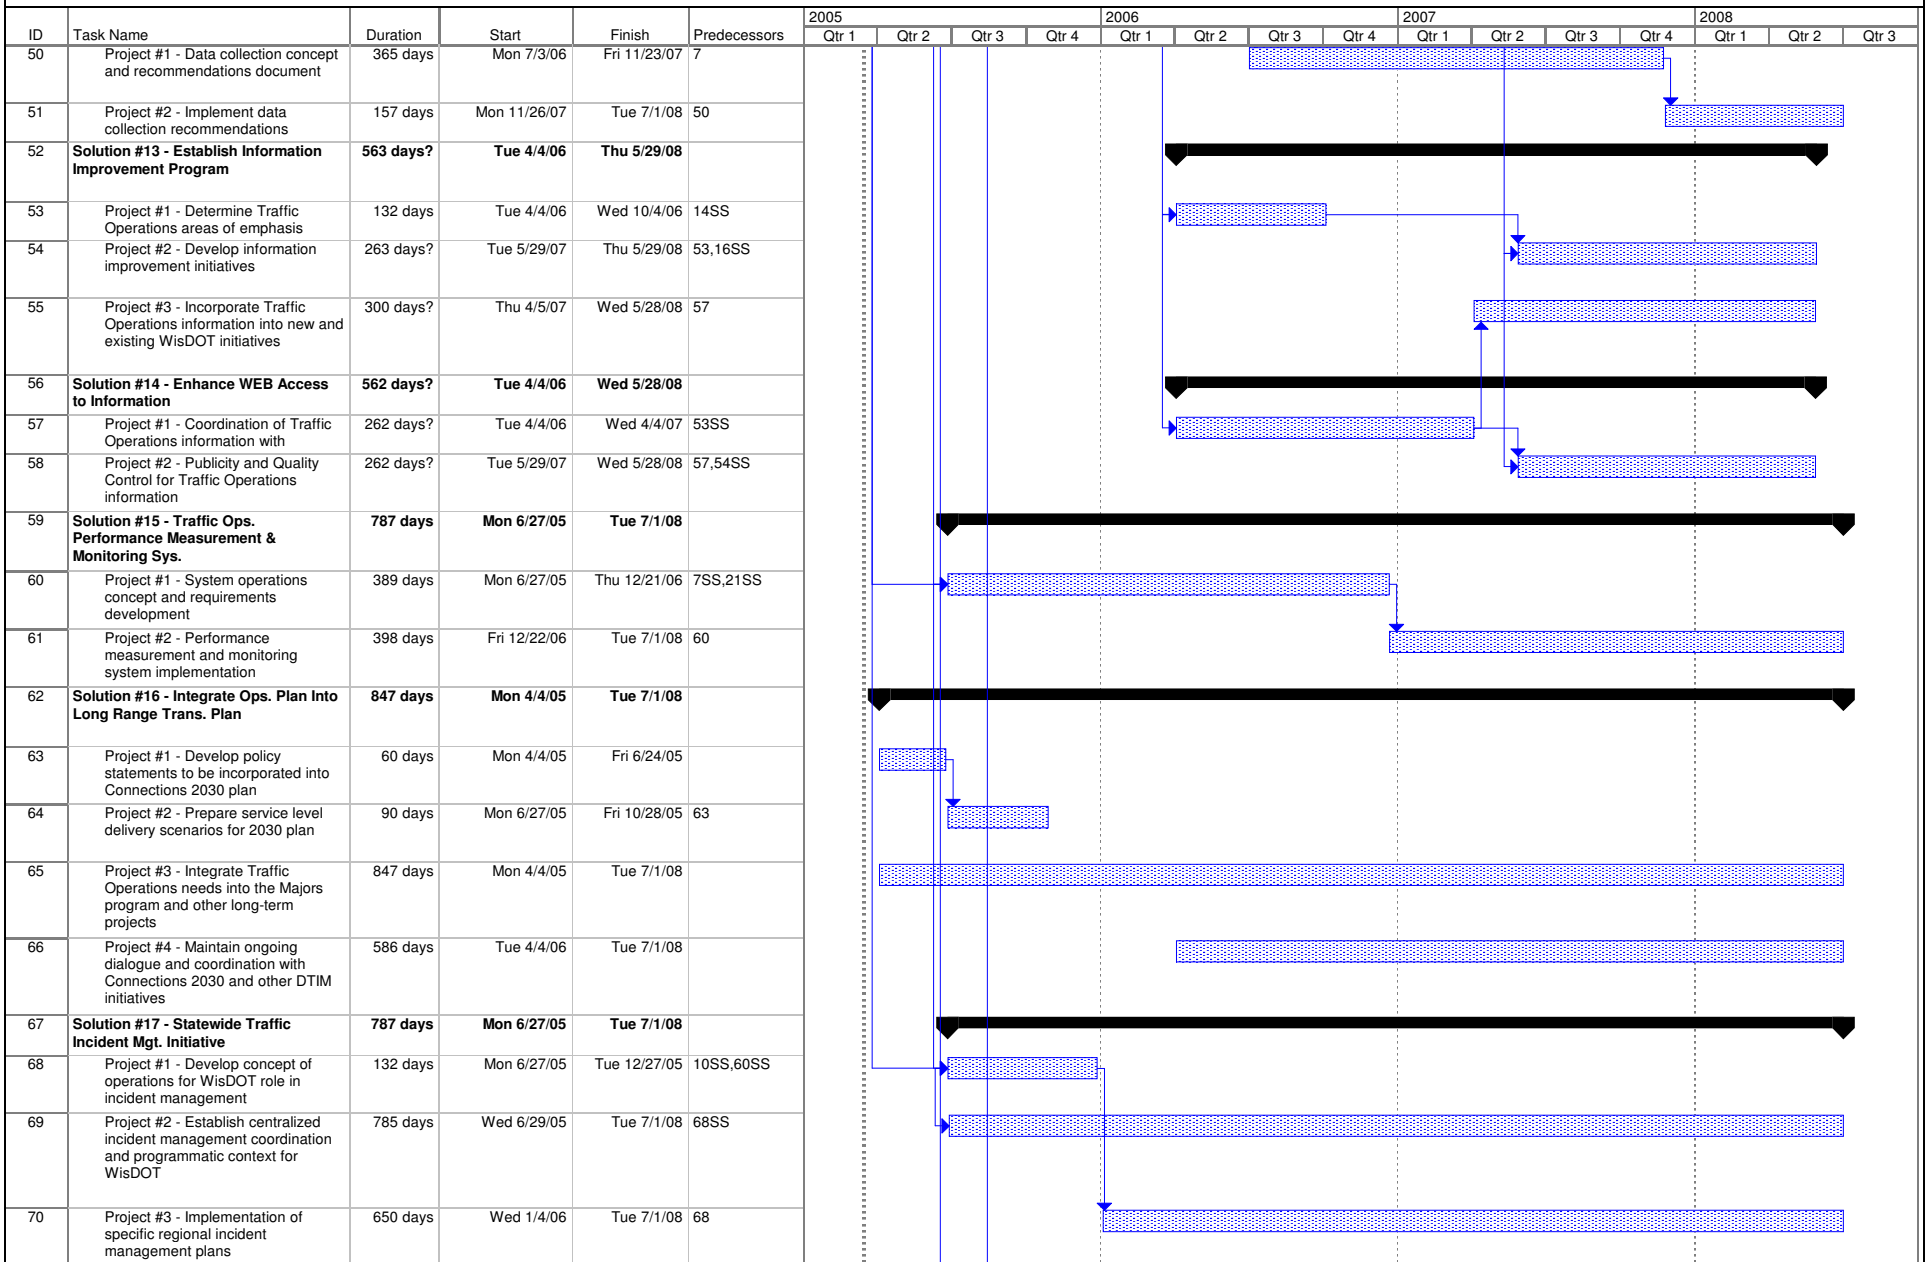 2005 2006 2007 2008
ID Task Name Duration Start Finish Predecessors Qtr 1 Qtr 2 Qtr 3 Qtr 4 Qtr 1 Qtr 2 Qtr 3 Qtr 4 Qtr 1 Qtr 2 Qtr 3 Qtr 4 Qtr 1 Qtr 2 Qtr 3
50 Project #1 - Data collection concept 365 days Mon 7/3/06 Fri 11/23/07 7
and recommendations document
51 Project #2 - Implement data 157 days Mon 11/26/07 Tue 7/1/08 50
collection recommendations
52 Solution #13 - Establish Information 563 days? Tue 4/4/06 Thu 5/29/08
Improvement Program
53 Project #1 - Determine Traffic 132 days Tue 4/4/06 Wed 10/4/06 14SS
Operations areas of emphasis
54 Project #2 - Develop information 263 days? Tue 5/29/07 Thu 5/29/08 53,16SS
improvement initiatives
55 Project #3 - Incorporate Traffic 300 days? Thu 4/5/07 Wed 5/28/08 57
Operations information into new and
existing WisDOT initiatives
56 Solution #14 - Enhance WEB Access 562 days? Tue 4/4/06 Wed 5/28/08
to Information
57 Project #1 - Coordination of Traffic 262 days? Tue 4/4/06 Wed 4/4/07 53SS
Operations information with
58 Project #2 - Publicity and Quality 262 days? Tue 5/29/07 Wed 5/28/08 57,54SS
Control for Traffic Operations
information
59 Solution #15 - Traffic Ops. 787 days Mon 6/27/05 Tue 7/1/08
Performance Measurement &
Monitoring Sys.
60 Project #1 - System operations 389 days Mon 6/27/05 Thu 12/21/06 7SS,21SS
concept and requirements
development
61 Project #2 - Performance 398 days Fri 12/22/06 Tue 7/1/08 60
measurement and monitoring
system implementation
62 Solution #16 - Integrate Ops. Plan Into 847 days Mon 4/4/05 Tue 7/1/08
Long Range Trans. Plan
63 Project #1 - Develop policy 60 days Mon 4/4/05 Fri 6/24/05
statements to be incorporated into
Connections 2030 plan
64 Project #2 - Prepare service level 90 days Mon 6/27/05 Fri 10/28/05 63
delivery scenarios for 2030 plan
65 Project #3 - Integrate Traffic 847 days Mon 4/4/05 Tue 7/1/08
Operations needs into the Majors
program and other long-term
projects
66 Project #4 - Maintain ongoing 586 days Tue 4/4/06 Tue 7/1/08
dialogue and coordination with
Connections 2030 and other DTIM
initiatives
67 Solution #17 - Statewide Traffic 787 days Mon 6/27/05 Tue 7/1/08
Incident Mgt. Initiative
68 Project #1 - Develop concept of 132 days Mon 6/27/05 Tue 12/27/05 10SS,60SS
operations for WisDOT role in
incident management
69 Project #2 - Establish centralized 785 days Wed 6/29/05 Tue 7/1/08 68SS
incident management coordination
and programmatic context for
WisDOT
70 Project #3 - Implementation of 650 days Wed 1/4/06 Tue 7/1/08 68
specific regional incident
management plans